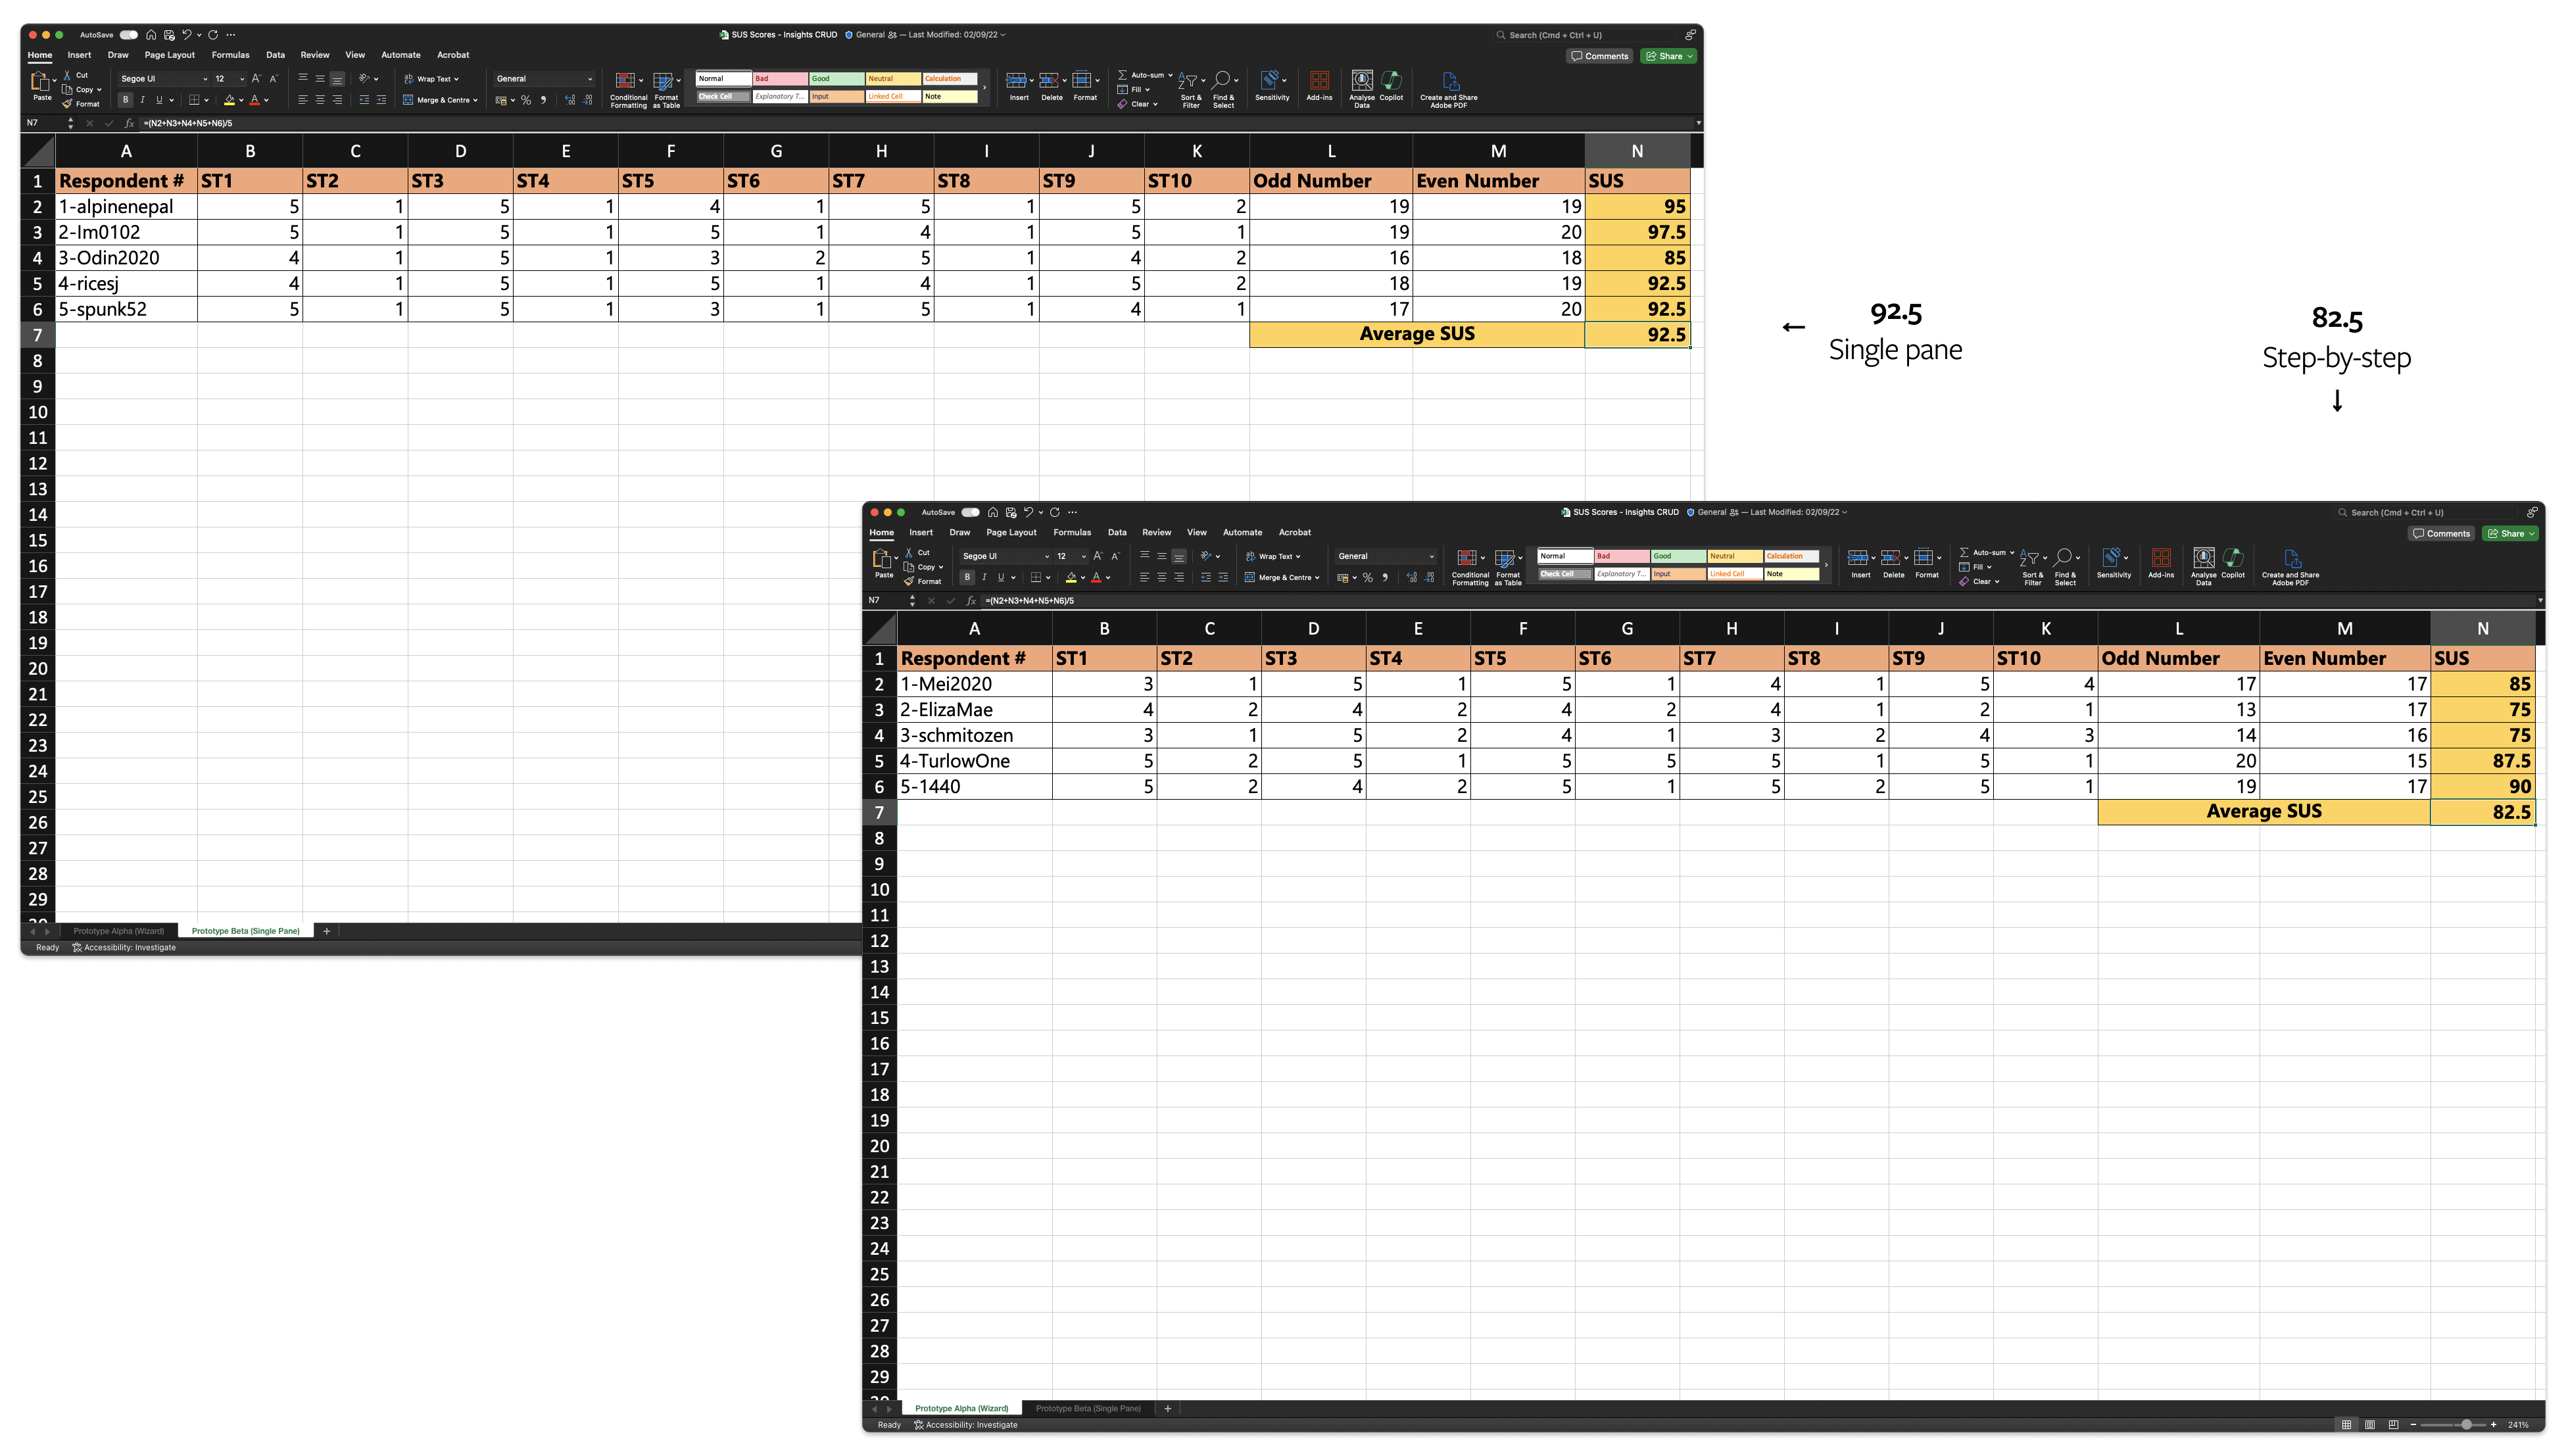 AutoSave
SUS Scores - Insights CRUD General — Last Modified: 02/09/22
Search (Cmd + Ctrl + U)
Home Insert Draw Page Layout Formulas Data Review View Automate Acrobat
Comments Share
Paste Cut Copy Format
Segoe UI 12
B I U
Wrap Text
Merge & Centre
General
Conditional Formatting
Format as Table
Normal Bad Good Neutral Calculation
Check Cell Explanatory T... Input Linked Cell Note
Insert Delete Format
Auto-sum
Fill
Clear
Sort & Filter
Find & Select
Sensitivity
Add-ins
Analyse Data
Copilot
Create and Share Adobe PDF
N7 fx =(N2+N3+N4+N5+N6)/5
A B C D E F G H I J K L M N
1 Respondent # ST1 ST2 ST3 ST4 ST5 ST6 ST7 ST8 ST9 ST10 Odd Number Even Number SUS
2 1-alpinenepal 5 1 5 1 4 1 5 1 5 2 19 19 95
3 2-Im0102 5 1 5 1 5 1 4 1 5 1 19 20 97.5
4 3-Odin2020 4 1 5 1 3 2 5 1 4 2 16 18 85
5 4-ricesj 4 1 5 1 5 1 4 1 5 2 18 19 92.5
6 5-spunk52 5 1 5 1 3 1 5 1 4 1 17 20 92.5
7 Average SUS 92.5
8
9
10
11
12
13
14
15
16
17
18
19
20
21
22
23
24
25
26
27
28
29
Prototype Alpha (Wizard) Prototype Beta (Single Pane) +
Ready Accessibility: Investigate
← 92.5
Single pane
82.5
Step-by-step
↓
AutoSave
SUS Scores - Insights CRUD General — Last Modified: 02/09/22
Search (Cmd + Ctrl + U)
Home Insert Draw Page Layout Formulas Data Review View Automate Acrobat
Comments Share
Paste Cut Copy Format
Segoe UI 12
B I U
Wrap Text
Merge & Centre
General
Conditional Formatting
Format as Table
Normal Bad Good Neutral Calculation
Check Cell Explanatory T... Input Linked Cell Note
Insert Delete Format
Auto-sum
Fill
Clear
Sort & Filter
Find & Select
Sensitivity
Add-ins
Analyse Data
Copilot
Create and Share Adobe PDF
N7 fx =(N2+N3+N4+N5+N6)/5
A B C D E F G H I J K L M N
1 Respondent # ST1 ST2 ST3 ST4 ST5 ST6 ST7 ST8 ST9 ST10 Odd Number Even Number SUS
2 1-Mei2020 3 1 5 1 5 1 4 1 5 4 17 17 85
3 2-ElizaMae 4 2 4 2 4 2 4 1 2 1 13 17 75
4 3-schmitozen 3 1 5 2 4 1 3 2 4 3 14 16 75
5 4-TurlowOne 5 2 5 1 5 5 5 1 5 1 20 15 87.5
6 5-1440 5 2 4 2 5 1 5 2 5 1 19 17 90
7 Average SUS 82.5
8
9
10
11
12
13
14
15
16
17
18
19
20
21
22
23
24
25
26
27
28
29
Prototype Alpha (Wizard) Prototype Beta (Single Pane) +
Ready Accessibility: Investigate
241%